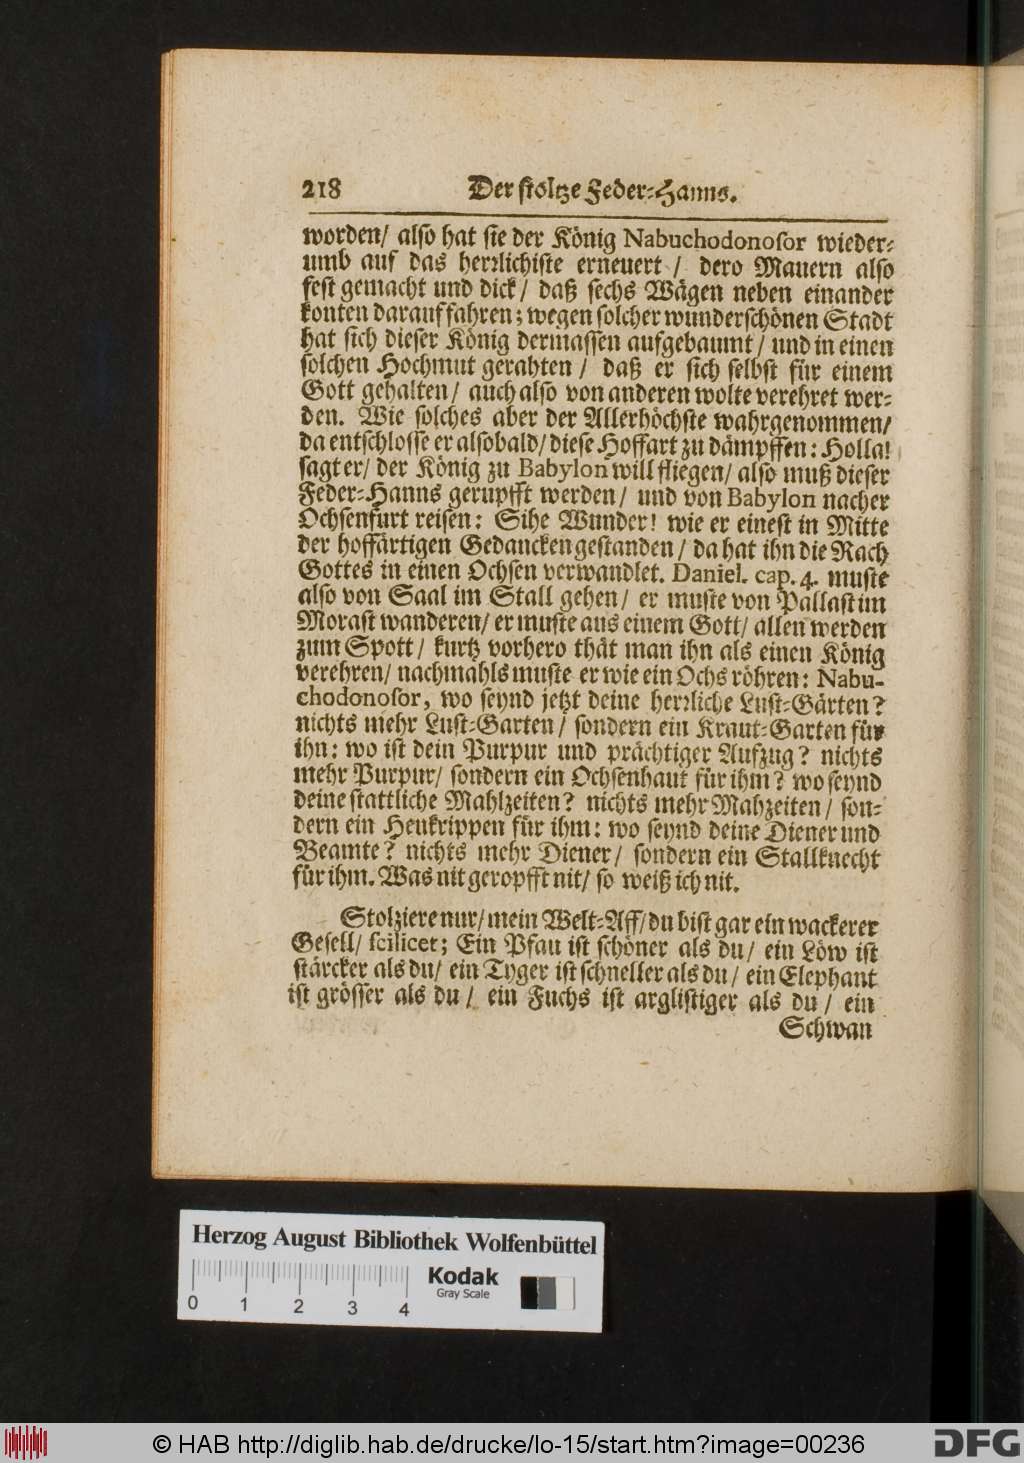 218 Der stoltze Feder-Hanns.
worden/ also hat sie der König Nabuchodonosor wieder-
umb auf das herrlichiste erneuert / dero Mauern also
fest gemacht und dick / daß sechs Wägen neben einander
konten darauf fahren; wegen solcher wunderschönen Stadt
hat sich dieser König dermassen aufgebaumt / und in einen
solchen Hochmut gerahten / daß er sich selbst für einem
Gott gehalten / auch also von anderen wolte verehret wer-
den. Wie solches aber der Allerhöchste wahrgenommen/
da entschlosse er alsobald/ diese Hoffart zu dämpffen: Holla!
sagt er/ der König zu Babylon will fliegen/ also muß dieser
Feder-Hanns gerupfft werden / und von Babylon nacher
Ochsenfurt reisen: Sihe Wunder! wie er einest in Mitte
der hoffärtigen Gedancken gestanden / da hat ihn die Rach
Gottes in einen Ochsen verwandlet. Daniel. cap. 4. muste
also von Saal im Stall gehen/ er muste von Pallast im
Morast wanderen/ er muste aus einem Gott/ allen werden
zum Spott / kurtz vorhero thät man ihn als einen König
verehren/ nachmahls muste er wie ein Ochs röhren: Nabu-
chodonosor, wo seynd jetzt deine herrliche Lust-Gärten?
nichts mehr Lust-Garten / sondern ein Kraut-Garten für
ihn: wo ist dein Purpur und prächtiger Aufzug? nichts
mehr Purpur/ sondern ein Ochsenhaut für ihm? wo seynd
deine stattliche Mahlzeiten? nichts mehr Mahzeiten / son-
dern ein Heukrippen für ihm: wo seynd deine Diener und
Beamte? nichts mehr Diener/ sondern ein Stallknecht
für ihm. Was nit geropfft nit/ so weiß ich nit.
Stolziere nur/ mein Welt-Aff/ du bist gar ein wackerer
Gesell/ scilicet; Ein Pfau ist schöner als du/ ein Löw ist
stärcker als du/ ein Tyger ist schneller als du/ ein Elephant
ist grösser als du / ein Fuchs ist arglistiger als du / ein
Schwan
Herzog August Bibliothek Wolfenbüttel
0 1 2 3 4
Kodak
Gray Scale
© HAB http://diglib.hab.de/drucke/lo-15/start.htm?image=00236
DFG